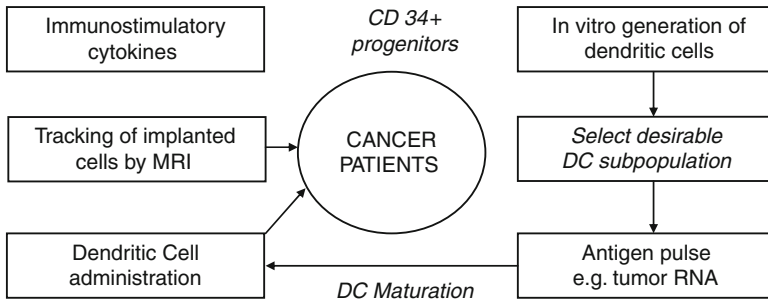 Immunostimulatory
cytokines
CD 34+
progenitors
In vitro generation of
dendritic cells
Tracking of implanted
cells by MRI
CANCER
PATIENTS
Select desirable
DC subpopulation
Dendritic Cell
administration
DC Maturation
Antigen pulse
e.g. tumor RNA